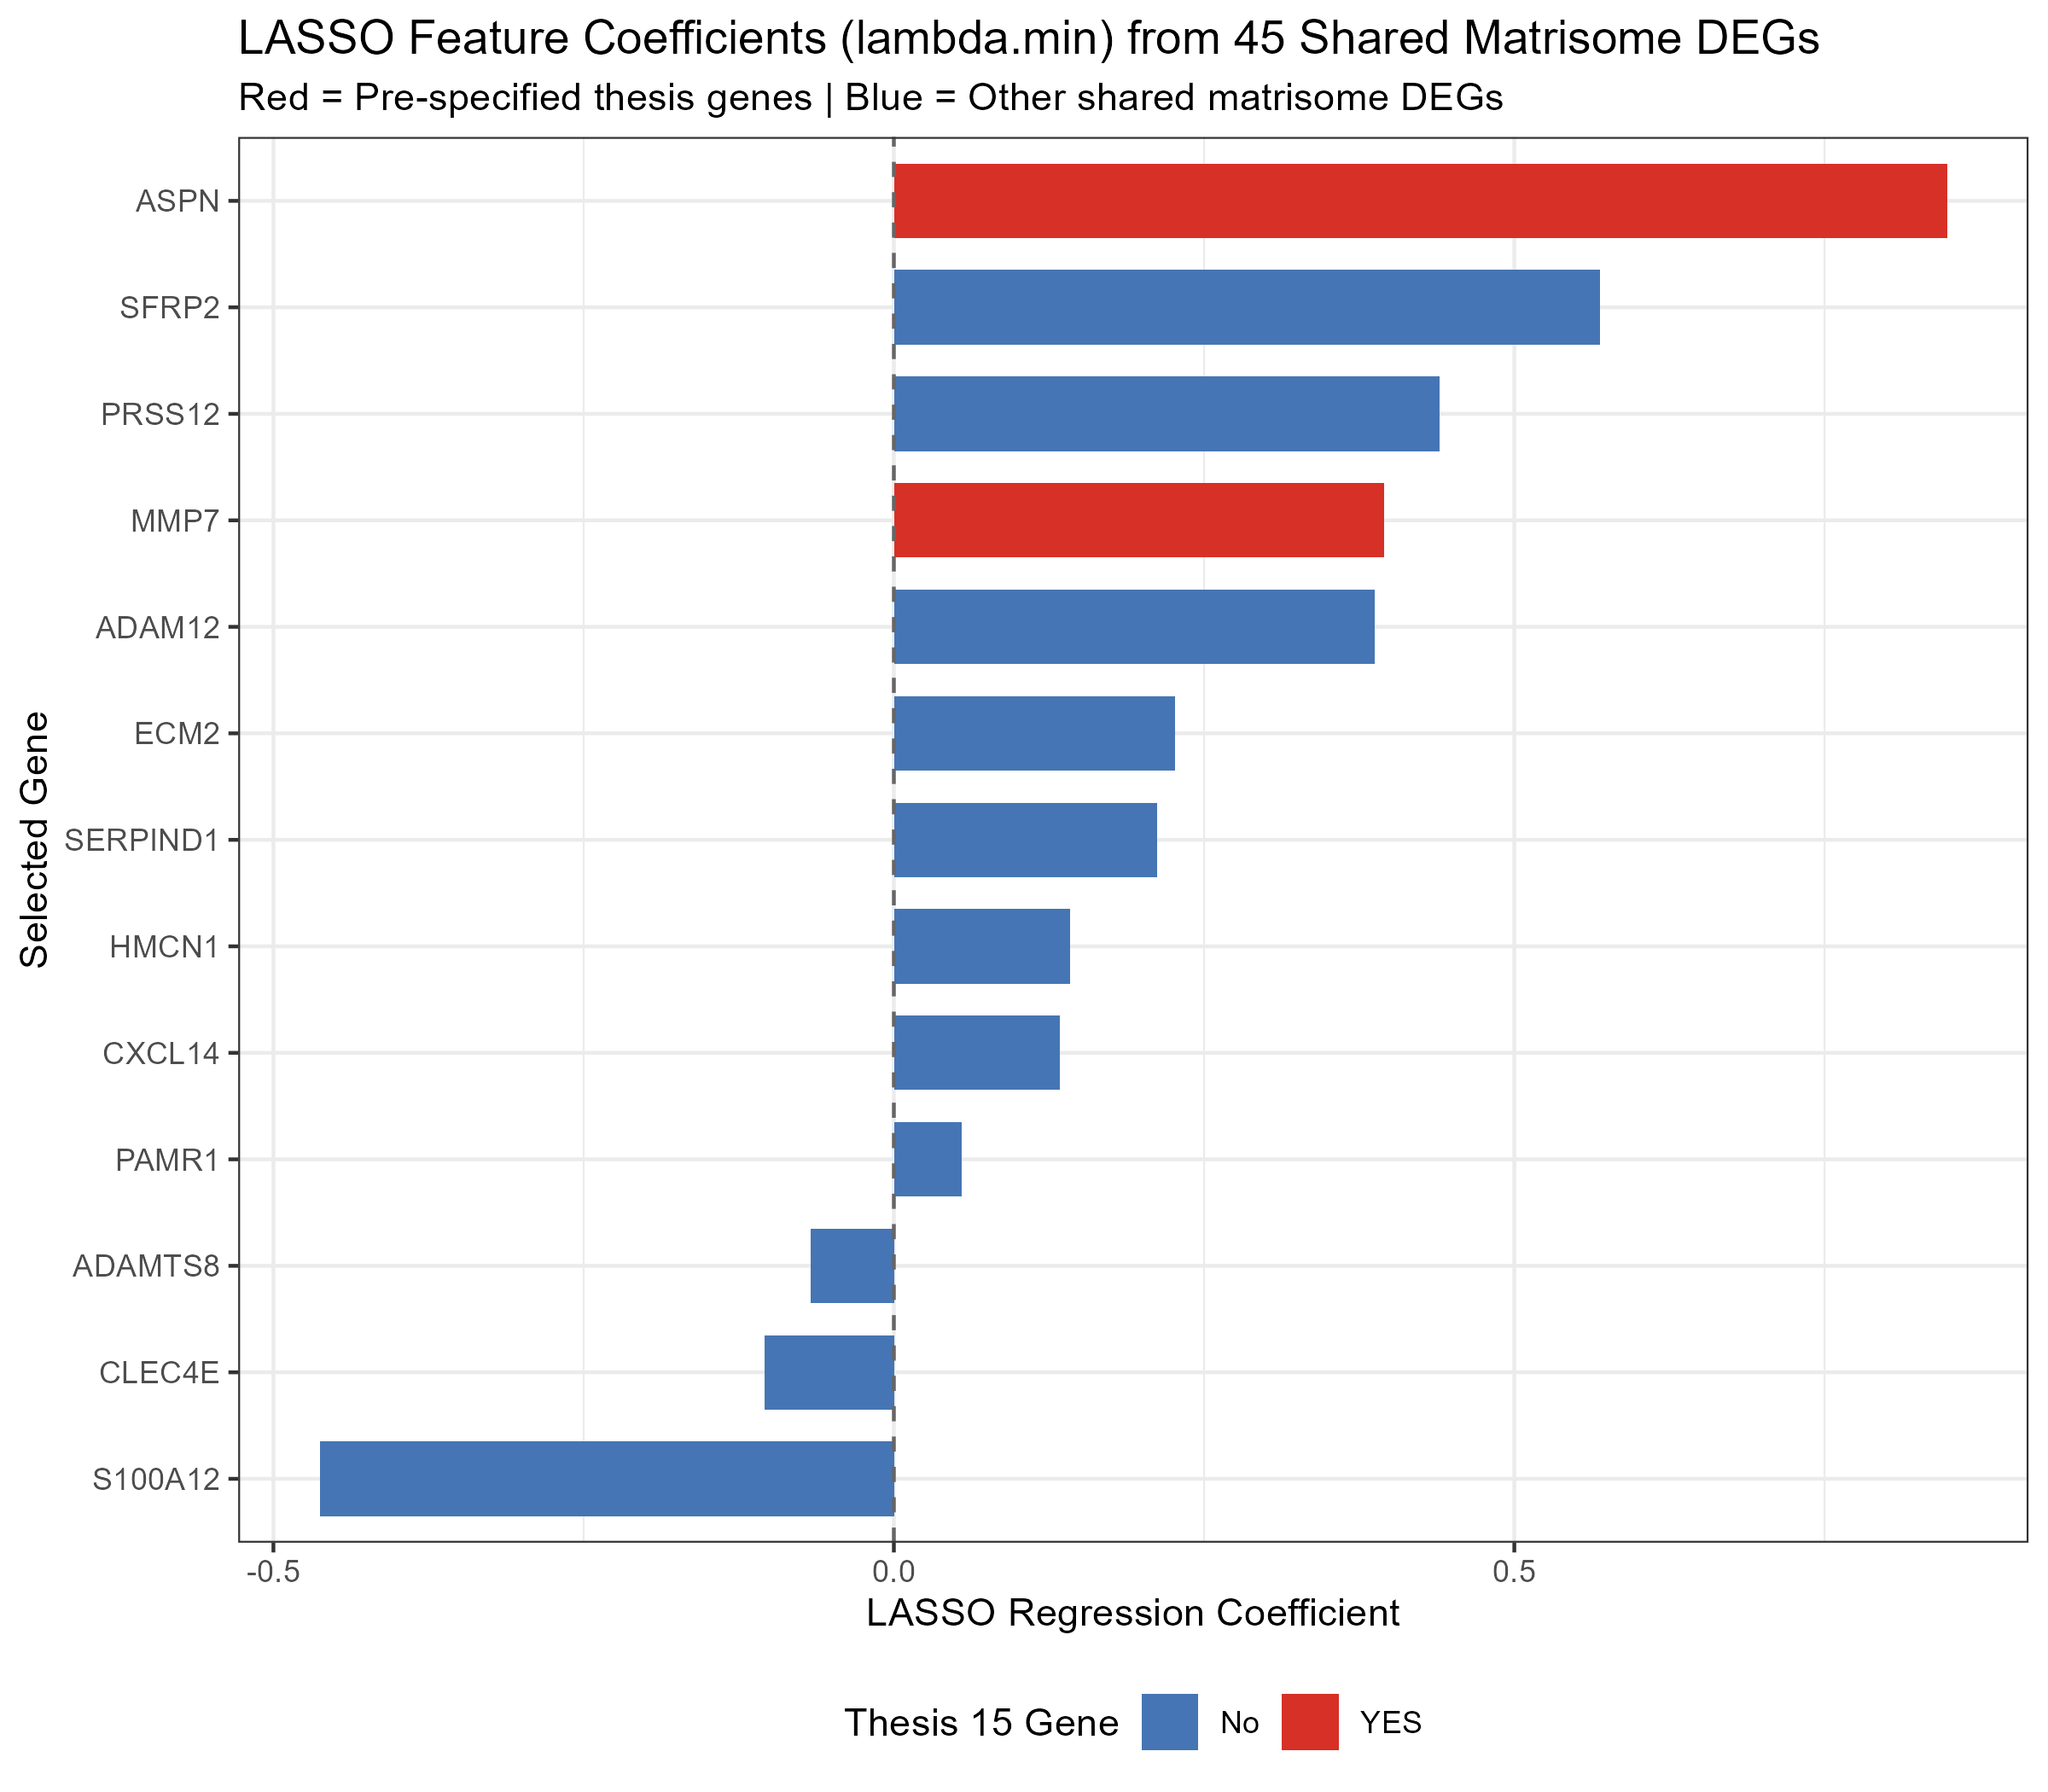 LASSO Feature Coefficients (lambda.min) from 45 Shared Matrisome DEGs
Red = Pre-specified thesis genes | Blue = Other shared matrisome DEGs
Selected Gene
ASPN
SFRP2
PRSS12
MMP7
ADAM12
ECM2
SERPIND1
HMCN1
CXCL14
PAMR1
ADAMTS8
CLEC4E
S100A12
-0.5 0.0 0.5
LASSO Regression Coefficient
Thesis 15 Gene No YES